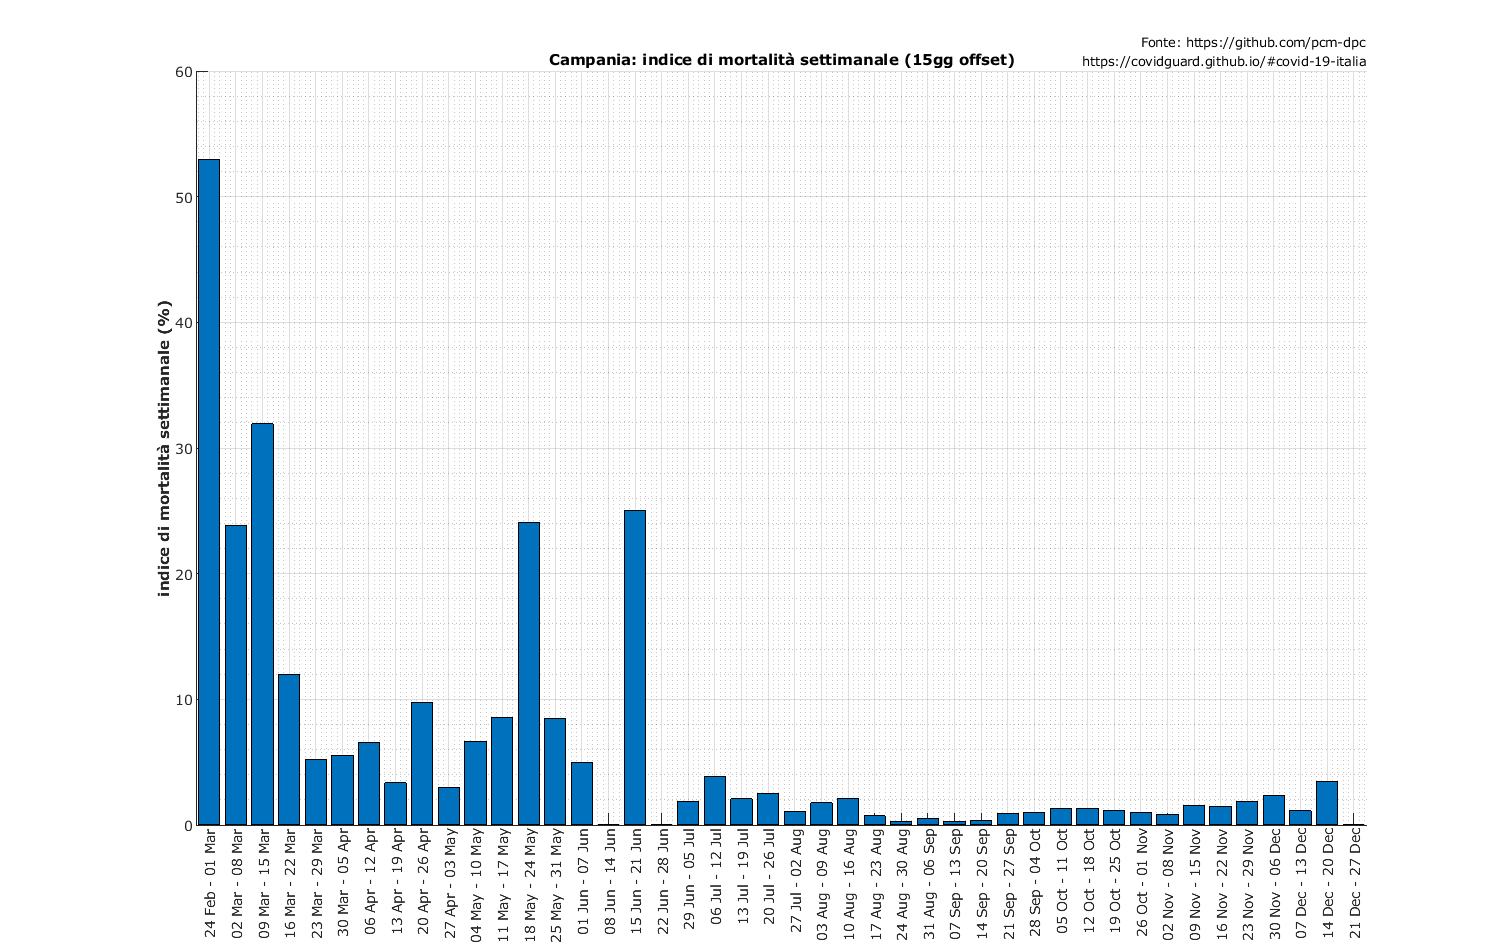 Fonte: https://github.com/pcm-dpc
Campania: indice di mortalità settimanale (15gg offset)
https://covidguard.github.io/#covid-19-italia
indice di mortalità settimanale (%)
60
50
40
30
20
10
0
24 Feb - 01 Mar
02 Mar - 08 Mar
09 Mar - 15 Mar
16 Mar - 22 Mar
23 Mar - 29 Mar
30 Mar - 05 Apr
06 Apr - 12 Apr
13 Apr - 19 Apr
20 Apr - 26 Apr
27 Apr - 03 May
04 May - 10 May
11 May - 17 May
18 May - 24 May
25 May - 31 May
01 Jun - 07 Jun
08 Jun - 14 Jun
15 Jun - 21 Jun
22 Jun - 28 Jun
29 Jun - 05 Jul
06 Jul - 12 Jul
13 Jul - 19 Jul
20 Jul - 26 Jul
27 Jul - 02 Aug
03 Aug - 09 Aug
10 Aug - 16 Aug
17 Aug - 23 Aug
24 Aug - 30 Aug
31 Aug - 06 Sep
07 Sep - 13 Sep
14 Sep - 20 Sep
21 Sep - 27 Sep
28 Sep - 04 Oct
05 Oct - 11 Oct
12 Oct - 18 Oct
19 Oct - 25 Oct
26 Oct - 01 Nov
02 Nov - 08 Nov
09 Nov - 15 Nov
16 Nov - 22 Nov
23 Nov - 29 Nov
30 Nov - 06 Dec
07 Dec - 13 Dec
14 Dec - 20 Dec
21 Dec - 27 Dec